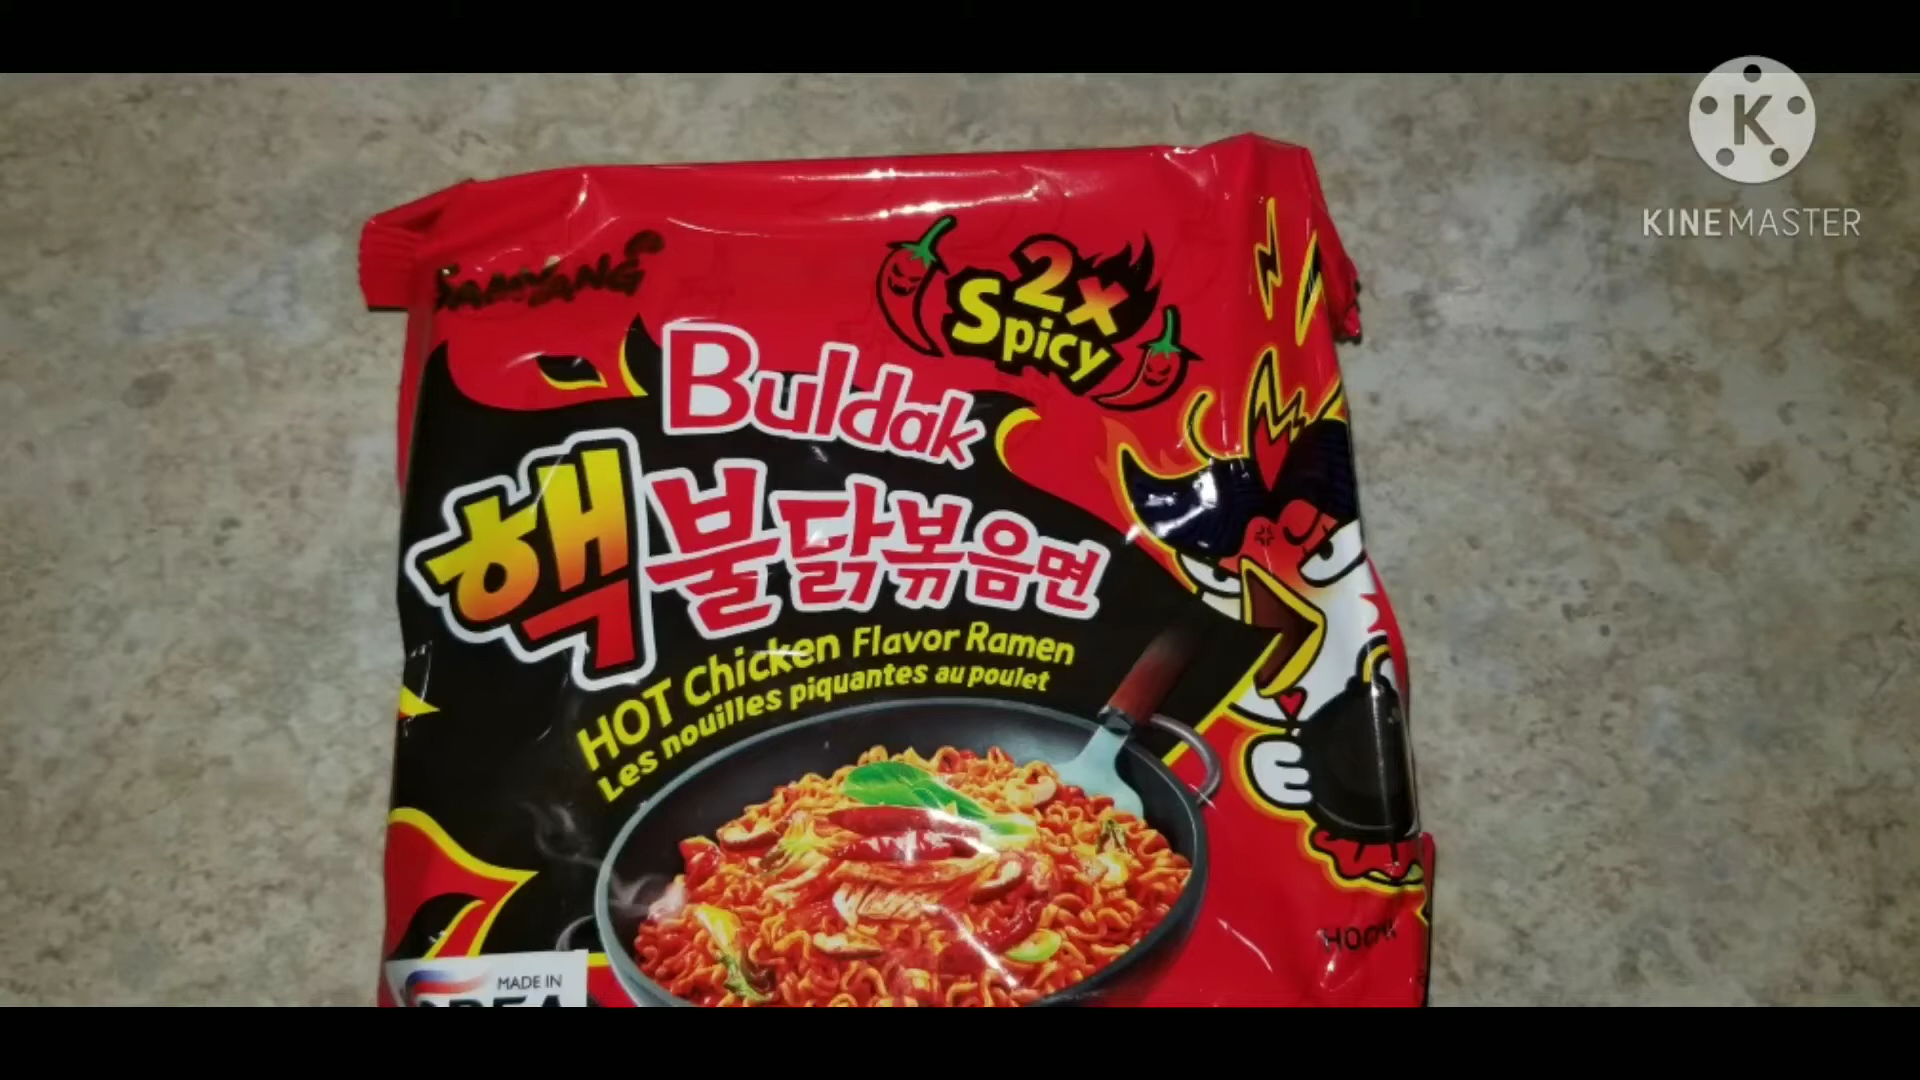 K
KINEMASTER
SAMYANG
2x
Spicy
Buldak
핵불닭볶음면
HOT Chicken Flavor Ramen
Les nouilles piquantes au poulet
MADE IN